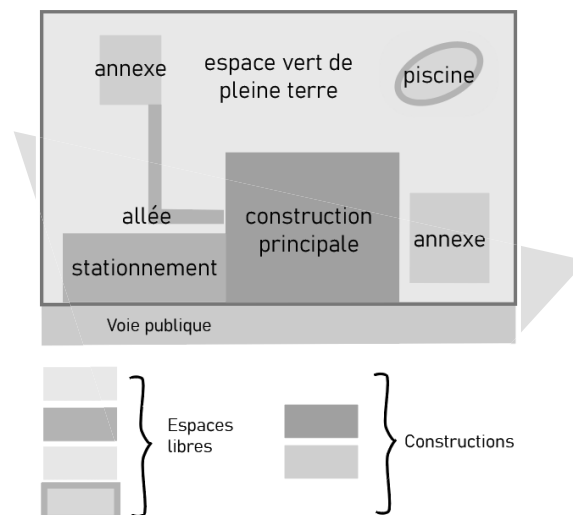 annexe
espace vert de
pleine terre
piscine
allée
construction
principale
annexe
stationnement
Voie publique
Espaces
libres
Constructions